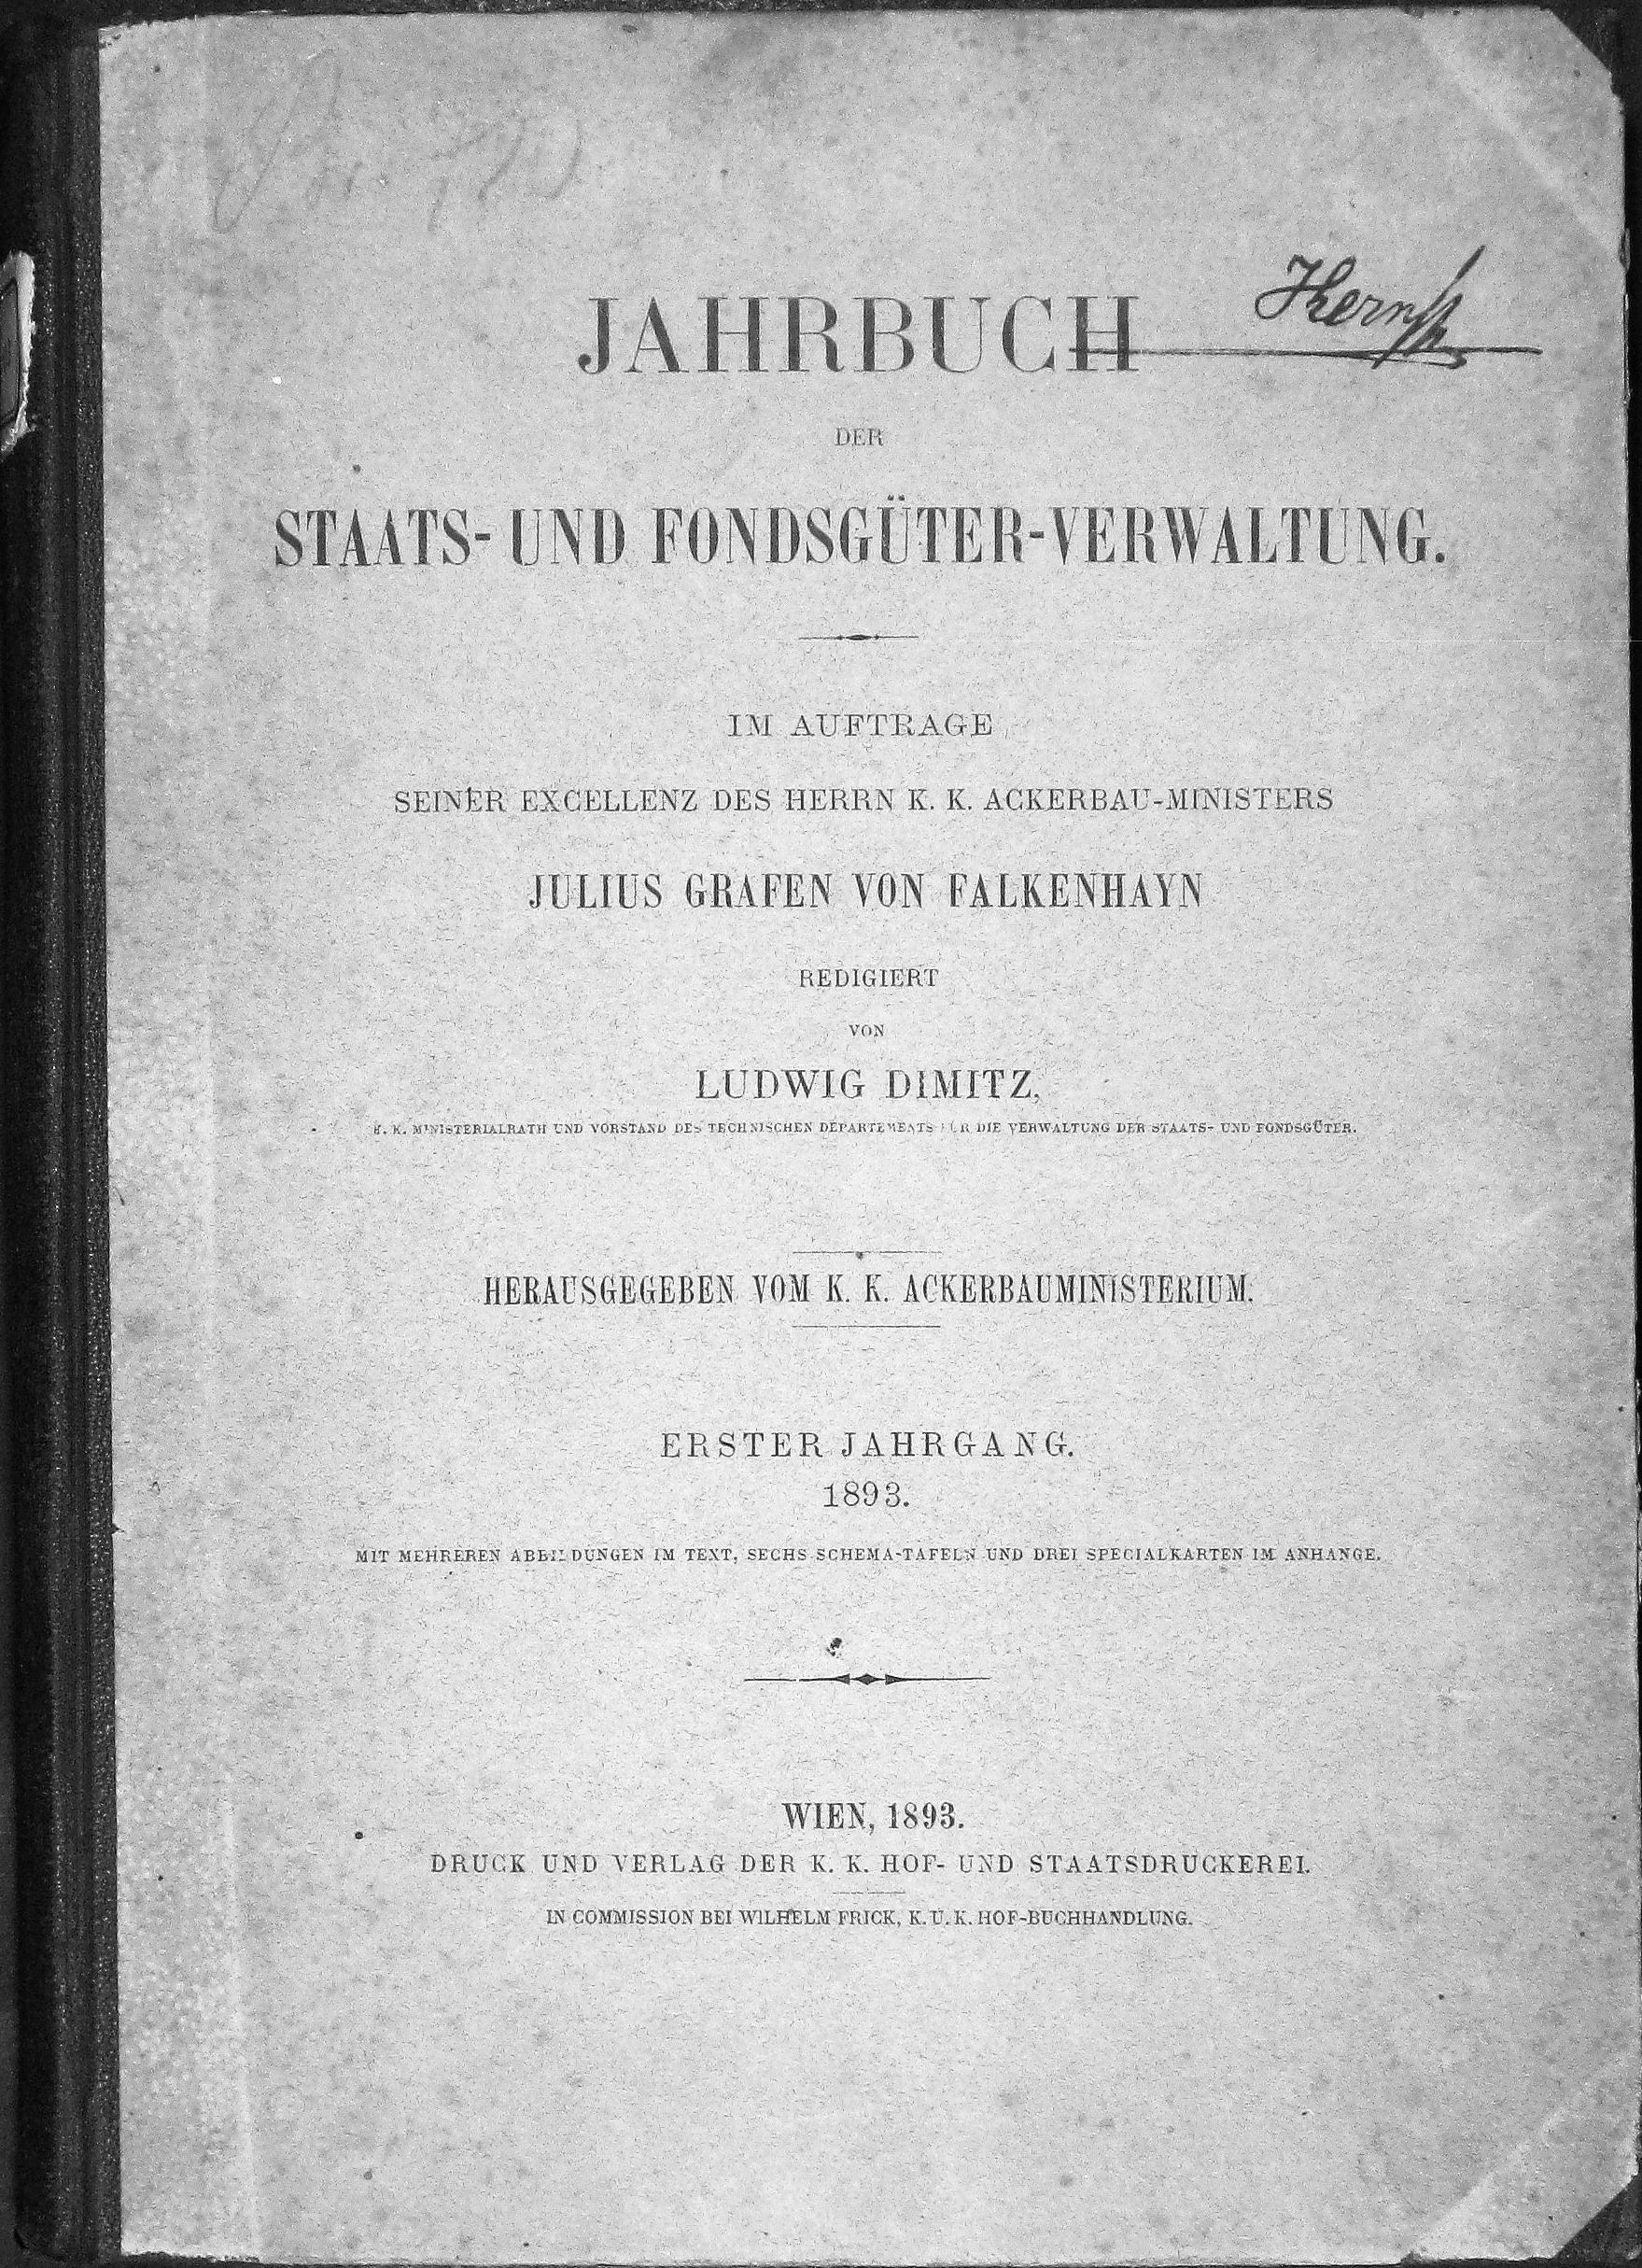 JAHRBUCH
DER
STAATS- UND FONDSGÜTER-VERWALTUNG.
IM AUFTRAGE
SEINER EXCELLENZ DES HERRN K. K. ACKERBAU-MINISTERS
JULIUS GRAFEN VON FALKENHAYN
REDIGIERT
VON
LUDWIG DIMITZ,
K. K. MINISTERIALRATH UND VORSTAND DES TECHNISCHEN DEPARTEMENTS FÜR DIE VERWALTUNG DER STAATS- UND FONDSGÜTER.
HERAUSGEGEBEN VOM K. K. ACKERBAUMINISTERIUM.
ERSTER JAHRGANG.
1893.
MIT MEHREREN ABBILDUNGEN IM TEXT, SECHS SCHEMA-TAFELN UND DREI SPECIALKARTEN IM ANHANGE.
WIEN, 1893.
DRUCK UND VERLAG DER K. K. HOF- UND STAATSDRUCKEREI.
IN COMMISSION BEI WILHELM FRICK, K. U. K. HOF-BUCHHANDLUNG.